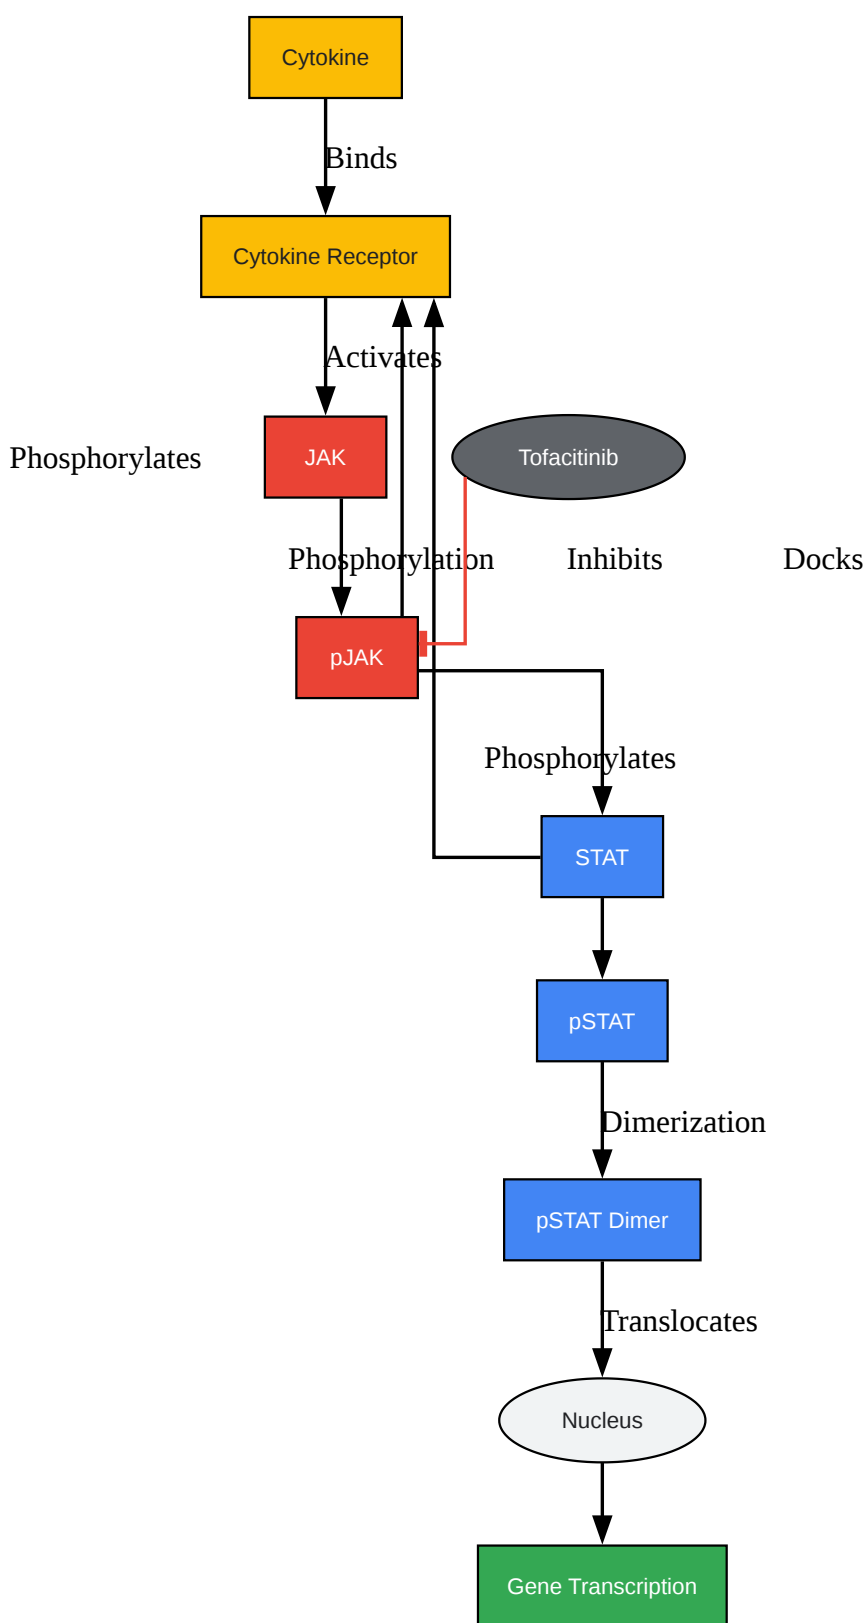 Cytokine
Binds
Cytokine Receptor
Activates
Phosphorylates
JAK
Tofacitinib
Phosphorylation
Inhibits
Docks
pJAK
Phosphorylates
STAT
pSTAT
Dimerization
pSTAT Dimer
Translocates
Nucleus
Gene Transcription